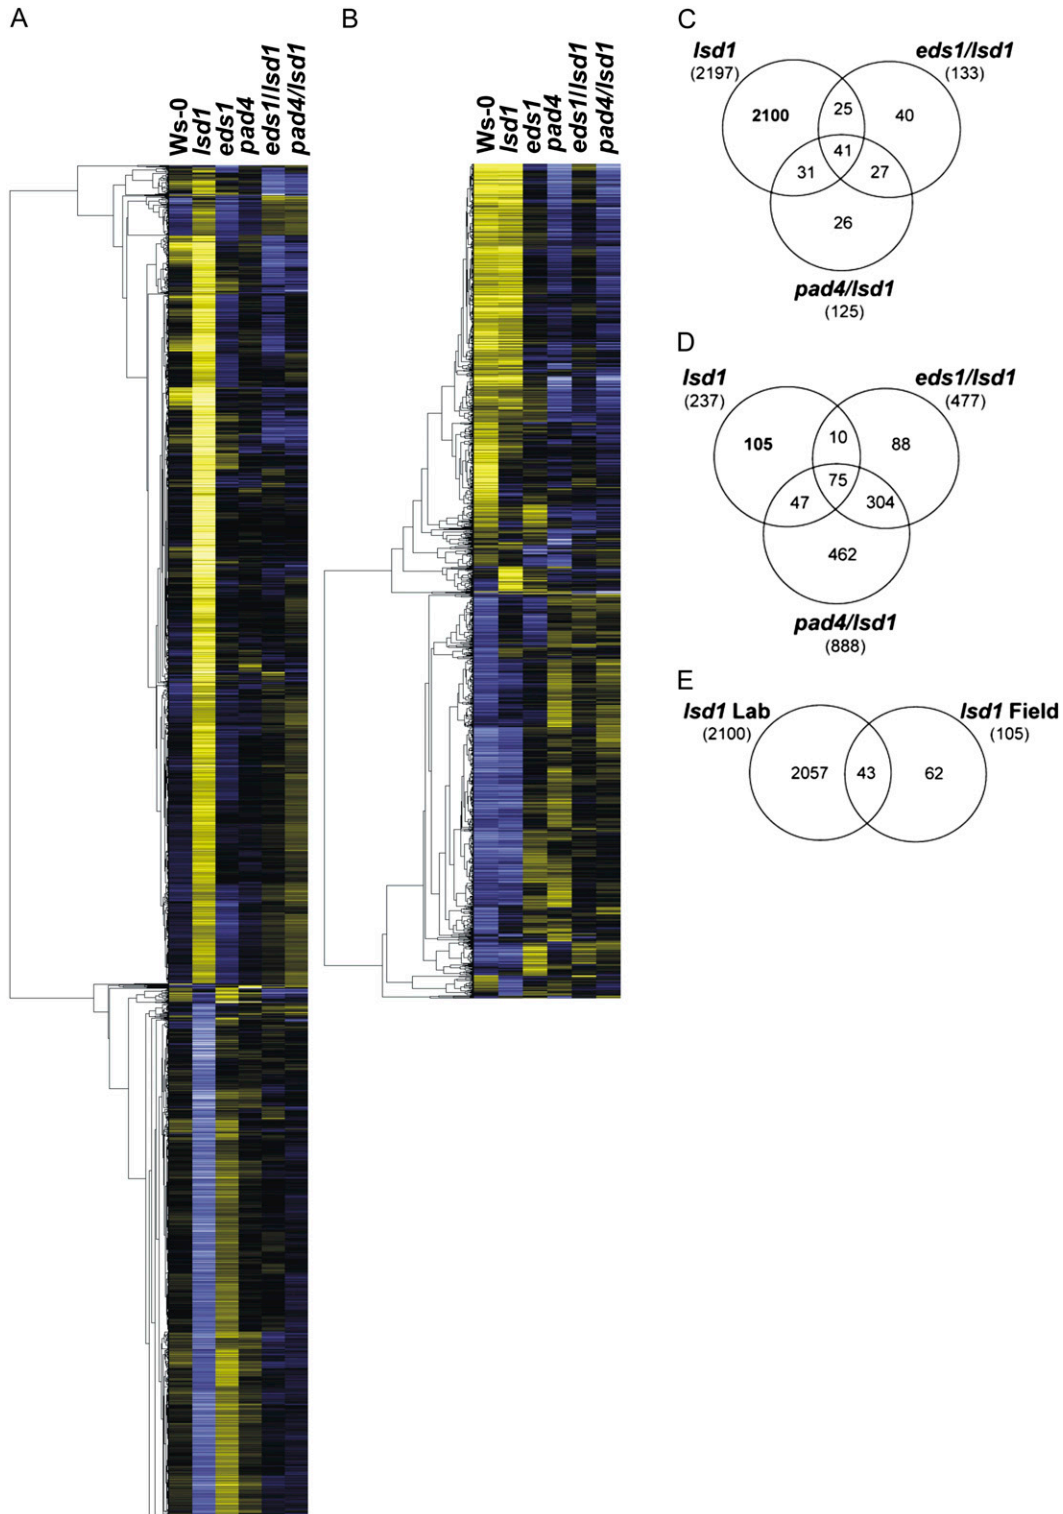 A
Ws-0
lsd1
eds1
pad4
eds1/lsd1
pad4/lsd1
B
Ws-0
lsd1
eds1
pad4
eds1/lsd1
pad4/lsd1
C
lsd1
(2197)
eds1/lsd1
(133)
2100
25
40
41
31
27
26
pad4/lsd1
(125)
D
lsd1
(237)
eds1/lsd1
(477)
105
10
88
75
47
304
462
pad4/lsd1
(888)
E
lsd1 Lab
(2100)
lsd1 Field
(105)
2057
43
62